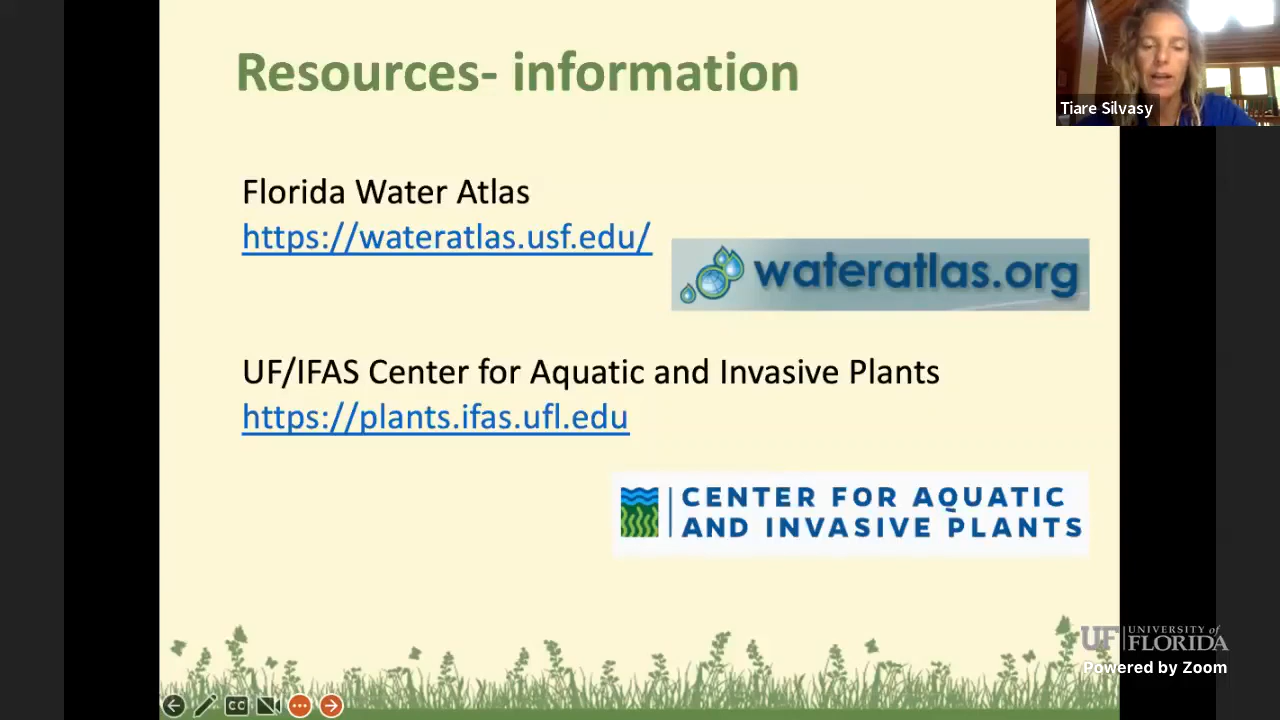 Resources- information
Tiare Silvasy
Florida Water Atlas
https://wateratlas.usf.edu/
wateratlas.org
UF/IFAS Center for Aquatic and Invasive Plants
https://plants.ifas.ufl.edu
CENTER FOR AQUATIC
AND INVASIVE PLANTS
UF UNIVERSITY of
FLORIDA
Powered by Zoom
CC